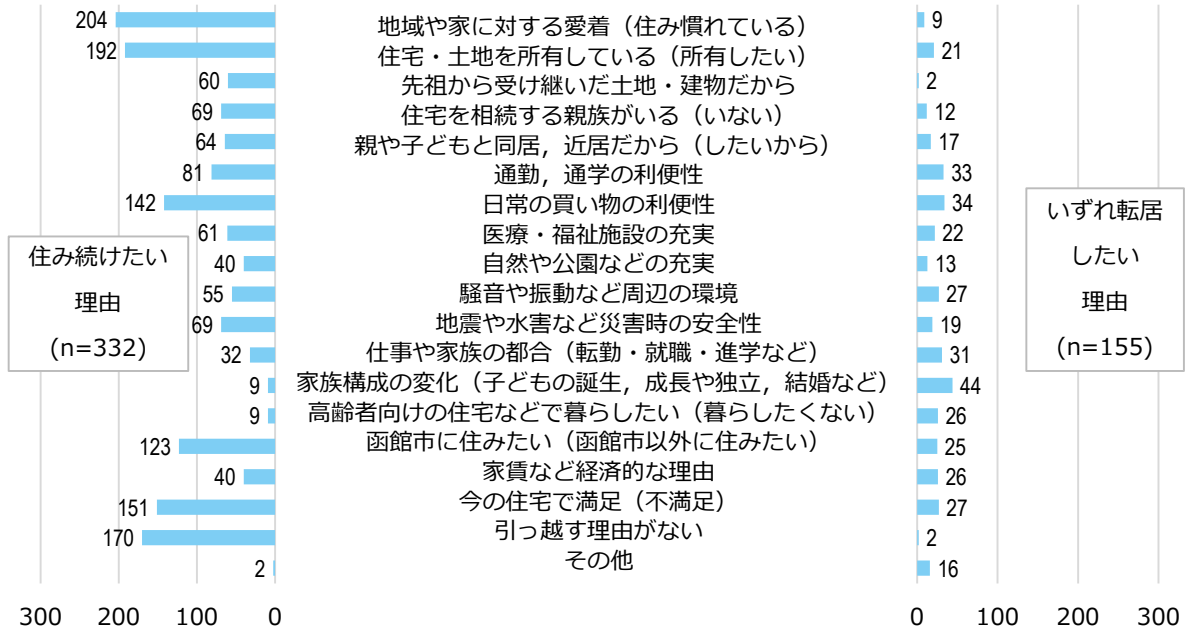 204 地域や家に対する愛着（住み慣れている） 9
192 住宅・土地を所有している（所有したい） 21
60 先祖から受け継いだ土地・建物だから 2
69 住宅を相続する親族がいる（いない） 12
64 親や子どもと同居，近居だから（したいから） 17
81 通勤，通学の利便性 33
142 日常の買い物の利便性 34
61 医療・福祉施設の充実 22
40 自然や公園などの充実 13
55 騒音や振動など周辺の環境 27
69 地震や水害など災害時の安全性 19
32 仕事や家族の都合（転勤・就職・進学など） 31
9 家族構成の変化（子どもの誕生，成長や独立，結婚など） 44
9 高齢者向けの住宅などで暮らしたい（暮らしたくない） 26
123 函館市に住みたい（函館市以外に住みたい） 25
40 家賃など経済的な理由 26
151 今の住宅で満足（不満足） 27
170 引っ越す理由がない 2
2 その他 16
住み続けたい
理由
(n=332)
いずれ転居
したい
理由
(n=155)
300 200 100 0 0 100 200 300